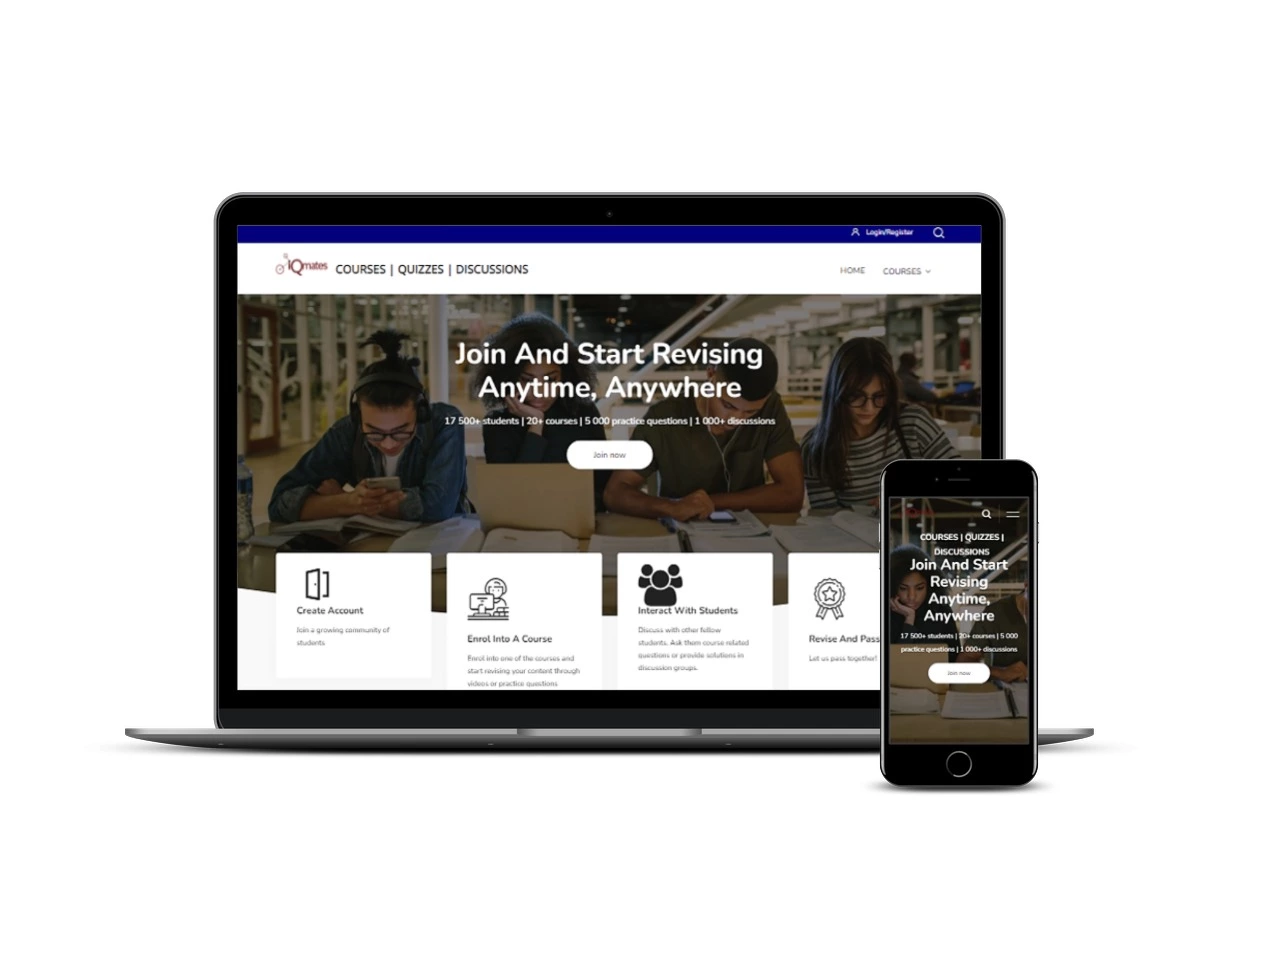 Login/Register
iQmates COURSES | QUIZZES | DISCUSSIONS
HOME COURSES
Join And Start Revising
Anytime, Anywhere
17 500+ students | 20+ courses | 5 000 practice questions | 1 000+ discussions
Join now
Create Account
Join a growing community of
students
Enrol Into A Course
Enrol into one of the courses and
start revising your content through
videos or practice questions
Interact With Students
Discuss with other fellow
students. Ask them course related
questions or provide solutions in
discussion groups.
Revise And Pass
Let us pass together!
COURSES | QUIZZES |
DISCUSSIONS
Join And Start
Revising
Anytime,
Anywhere
17 500+ students | 20+ courses | 5 000
practice questions | 1 000+ discussions
Join now